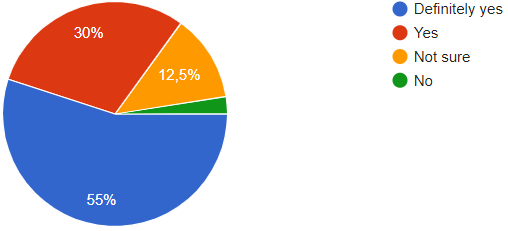 Definitely yes
Yes
Not sure
No
30%
12,5%
55%